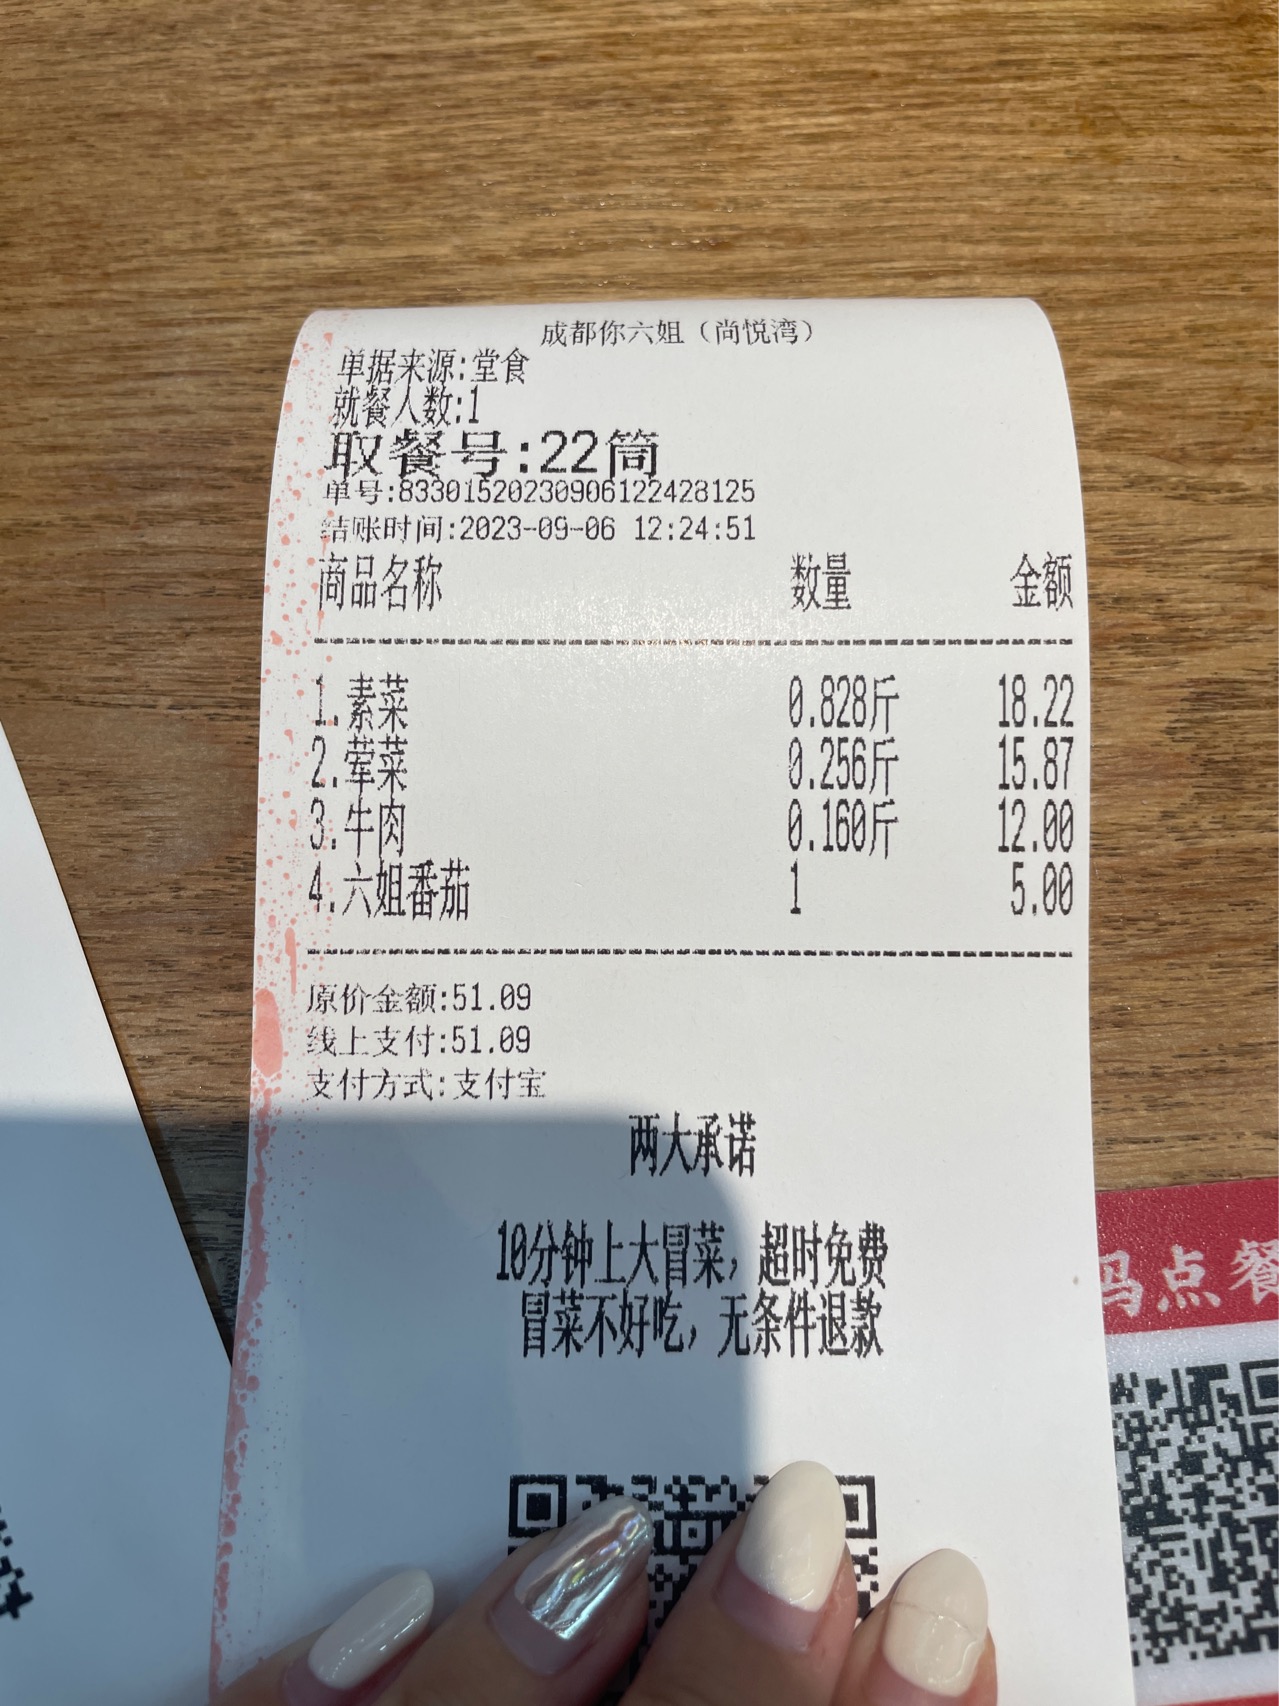 成都你六姐（尚悦湾）
单据来源:堂食
就餐人数:1
取餐号:22筒
单号:83301520230906122428125
结账时间:2023-09-06 12:24:51
商品名称 数量 金额
1.素菜 0.828斤 18.22
2.荤菜 0.256斤 15.87
3.牛肉 0.160斤 12.00
4.六姐番茄 1 5.00
原价金额:51.09
线上支付:51.09
支付方式:支付宝
两大承诺
10分钟上大冒菜，超时免费
冒菜不好吃，无条件退款
码点餐